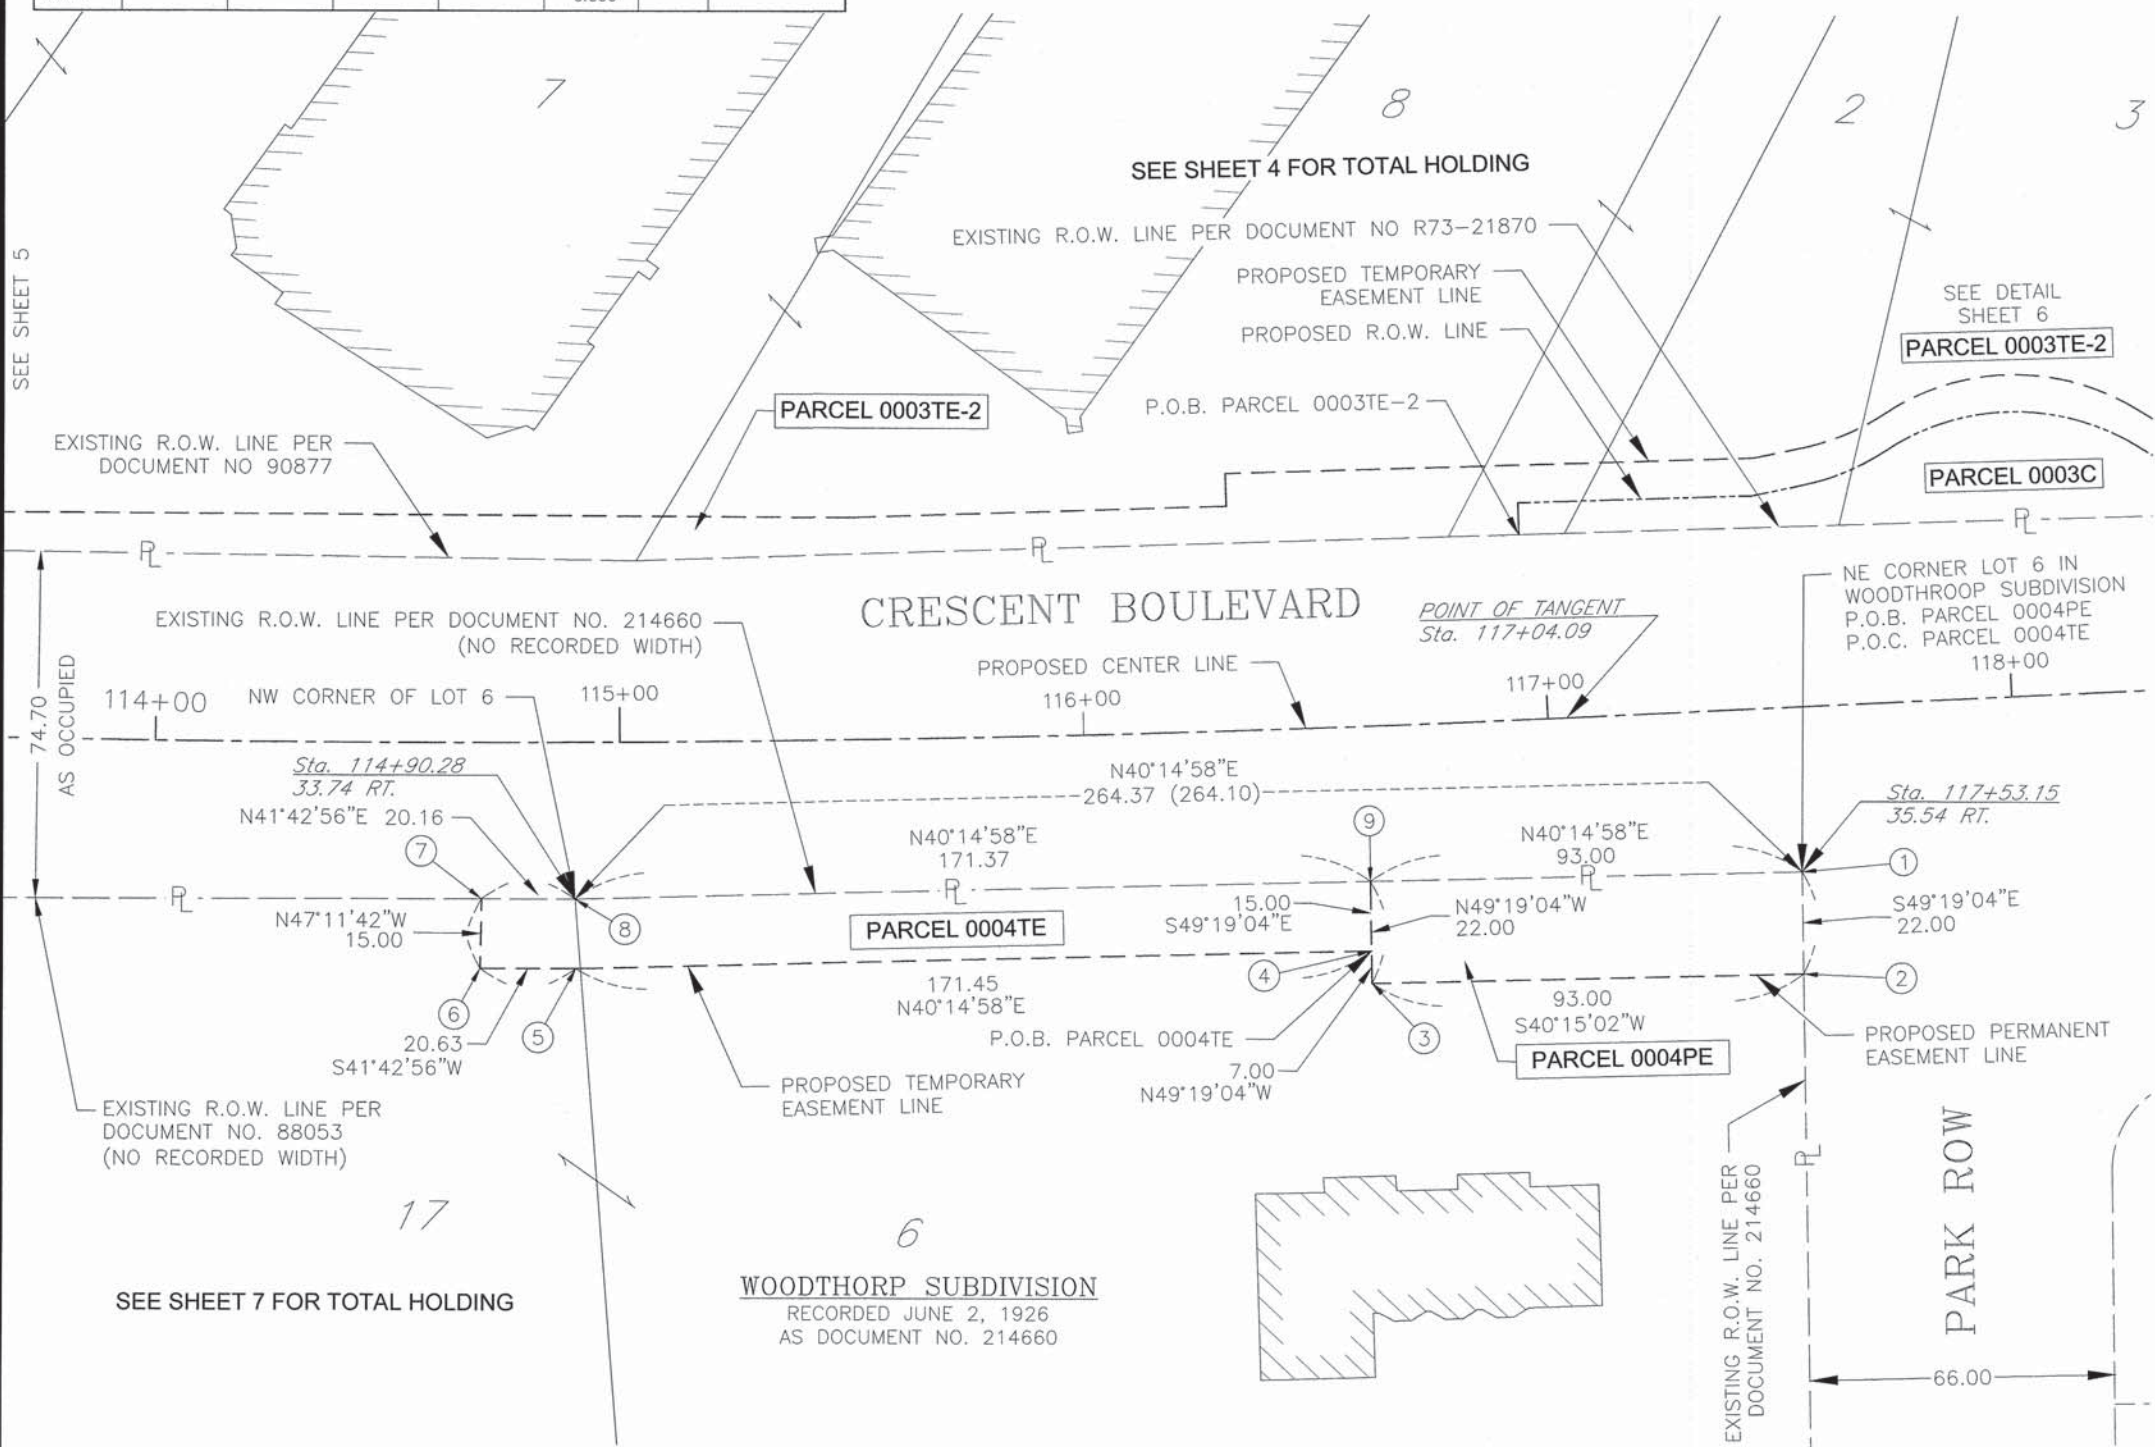 7
8
2
3
SEE SHEET 4 FOR TOTAL HOLDING
EXISTING R.O.W. LINE PER DOCUMENT NO R73-21870
PROPOSED TEMPORARY
EASEMENT LINE
PROPOSED R.O.W. LINE
SEE DETAIL
SHEET 6
PARCEL 0003TE-2
SEE SHEET 5
PARCEL 0003TE-2
P.O.B. PARCEL 0003TE-2
EXISTING R.O.W. LINE PER
DOCUMENT NO 90877
PARCEL 0003C
PL
PL
PL
CRESCENT BOULEVARD
EXISTING R.O.W. LINE PER DOCUMENT NO. 214660
(NO RECORDED WIDTH)
POINT OF TANGENT
Sta. 117+04.09
NE CORNER LOT 6 IN
WOODTHROOP SUBDIVISION
P.O.B. PARCEL 0004PE
P.O.C. PARCEL 0004TE
PROPOSED CENTER LINE
74.70
AS OCCUPIED
114+00
NW CORNER OF LOT 6
115+00
116+00
117+00
118+00
Sta. 114+90.28
33.74 RT.
N41°42'56"E 20.16
N40°14'58"E
264.37 (264.10)
Sta. 117+53.15
35.54 RT.
7
N40°14'58"E
171.37
9
N40°14'58"E
93.00
1
PL
PL
PL
N47°11'42"W
15.00
8
PARCEL 0004TE
15.00
S49°19'04"E
N49°19'04"W
22.00
S49°19'04"E
22.00
6
5
4
3
2
171.45
N40°14'58"E
93.00
S40°15'02"W
20.63
S41°42'56"W
P.O.B. PARCEL 0004TE
7.00
N49°19'04"W
PARCEL 0004PE
PROPOSED PERMANENT
EASEMENT LINE
PROPOSED TEMPORARY
EASEMENT LINE
EXISTING R.O.W. LINE PER
DOCUMENT NO. 88053
(NO RECORDED WIDTH)
17
6
SEE SHEET 7 FOR TOTAL HOLDING
WOODTHORP SUBDIVISION
RECORDED JUNE 2, 1926
AS DOCUMENT NO. 214660
EXISTING R.O.W. LINE PER
DOCUMENT NO. 214660
PL
PARK ROW
66.00